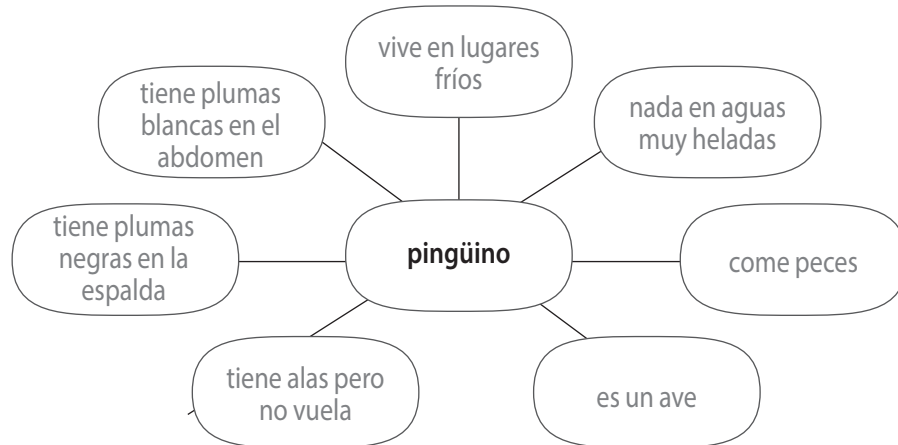 vive en lugares
fríos
tiene plumas
blancas en el
abdomen
nada en aguas
muy heladas
tiene plumas
negras en la
espalda
pingüino
come peces
tiene alas pero
no vuela
es un ave